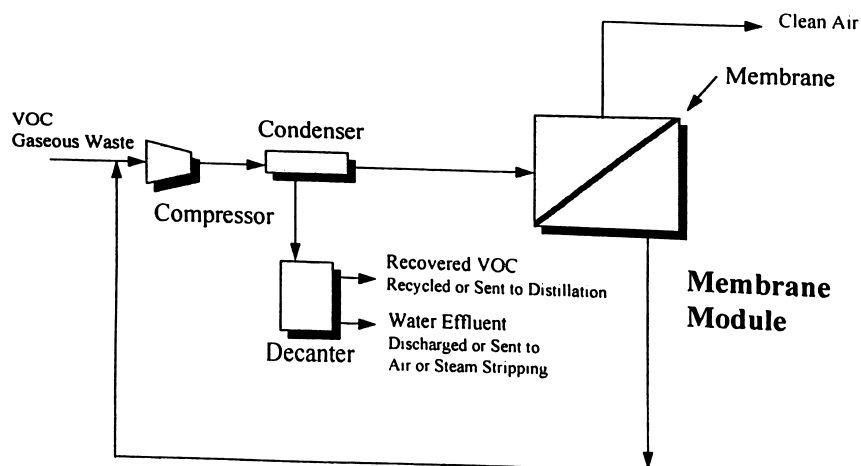 Clean Air
Membrane
VOC
Gaseous Waste
Condenser
Compressor
Recovered VOC
Recycled or Sent to Distillation
Membrane
Module
Water Effluent
Discharged or Sent to
Air or Steam Stripping
Decanter